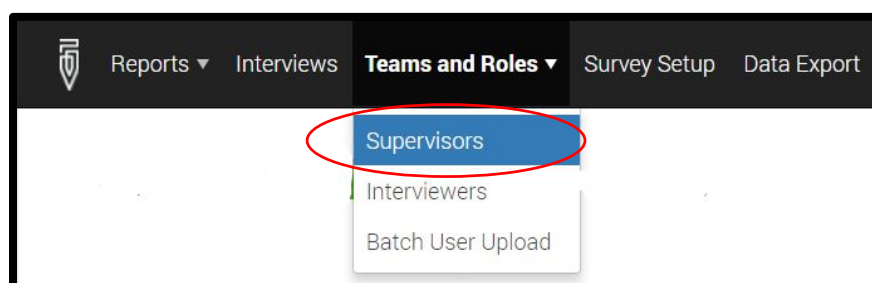 Reports ▾ Interviews Teams and Roles ▾ Survey Setup Data Export
Supervisors
Interviewers
Batch User Upload